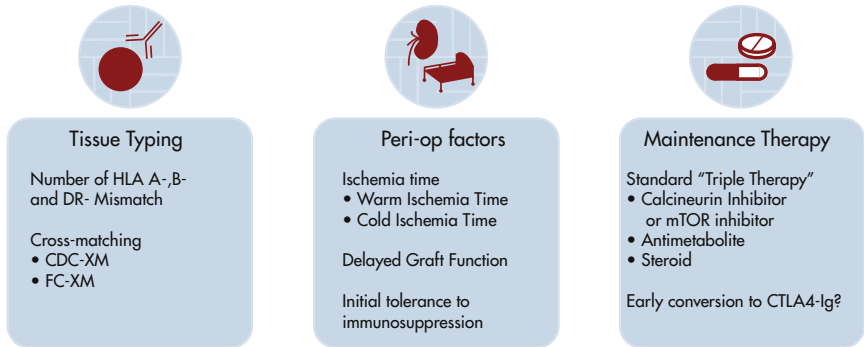 Tissue Typing
Number of HLA A-,B-
and DR- Mismatch
Cross-matching
• CDC-XM
• FC-XM
Peri-op factors
Ischemia time
• Warm Ischemia Time
• Cold Ischemia Time
Delayed Graft Function
Initial tolerance to
immunosuppression
Maintenance Therapy
Standard “Triple Therapy”
• Calcineurin Inhibitor
or mTOR inhibitor
• Antimetabolite
• Steroid
Early conversion to CTLA4-Ig?